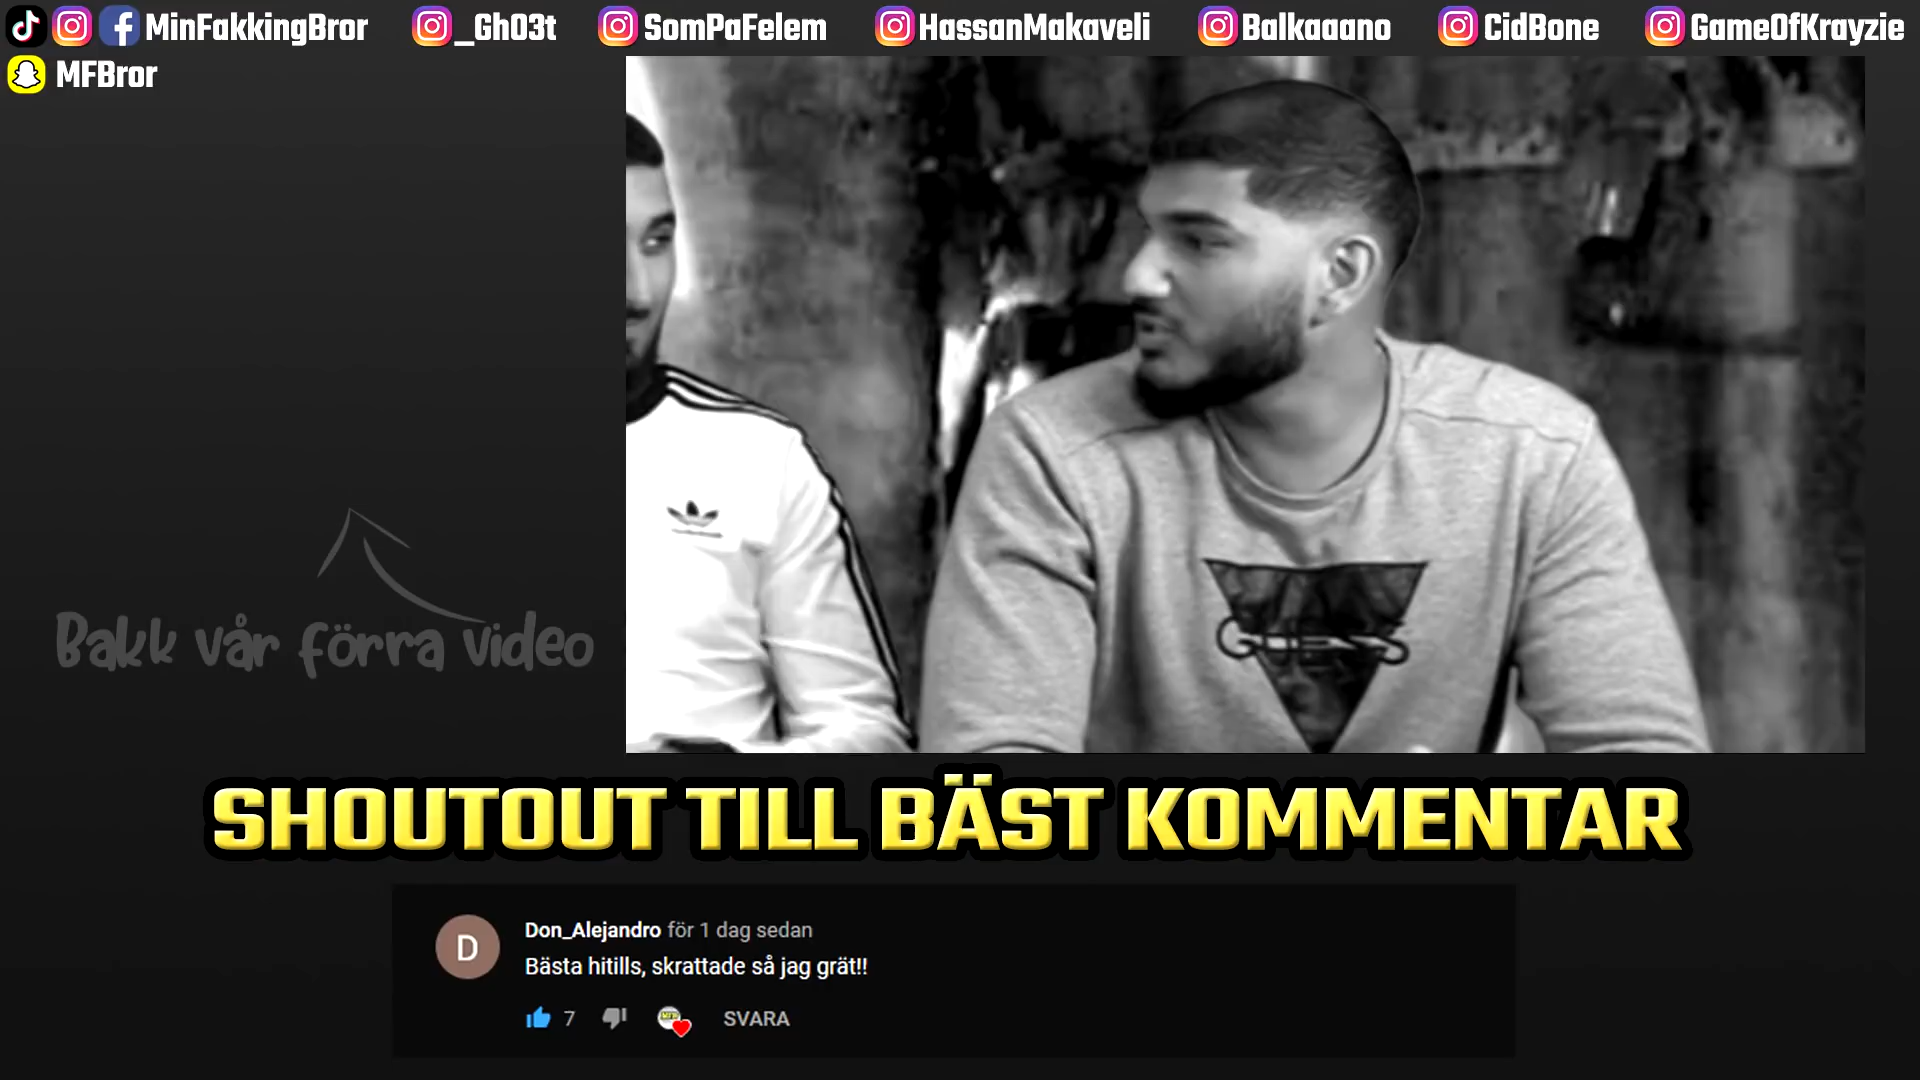 MinFakkingBror _Gh03t SomPaFelem HassanMakaveli Balkaaano CidBone GameOfKrayzie
MFBror
Bakk vår förra video
SHOUTOUT TILL BÄST KOMMENTAR
D
Don_Alejandro för 1 dag sedan
Bästa hitills, skrattade så jag grät!!
7 SVARA